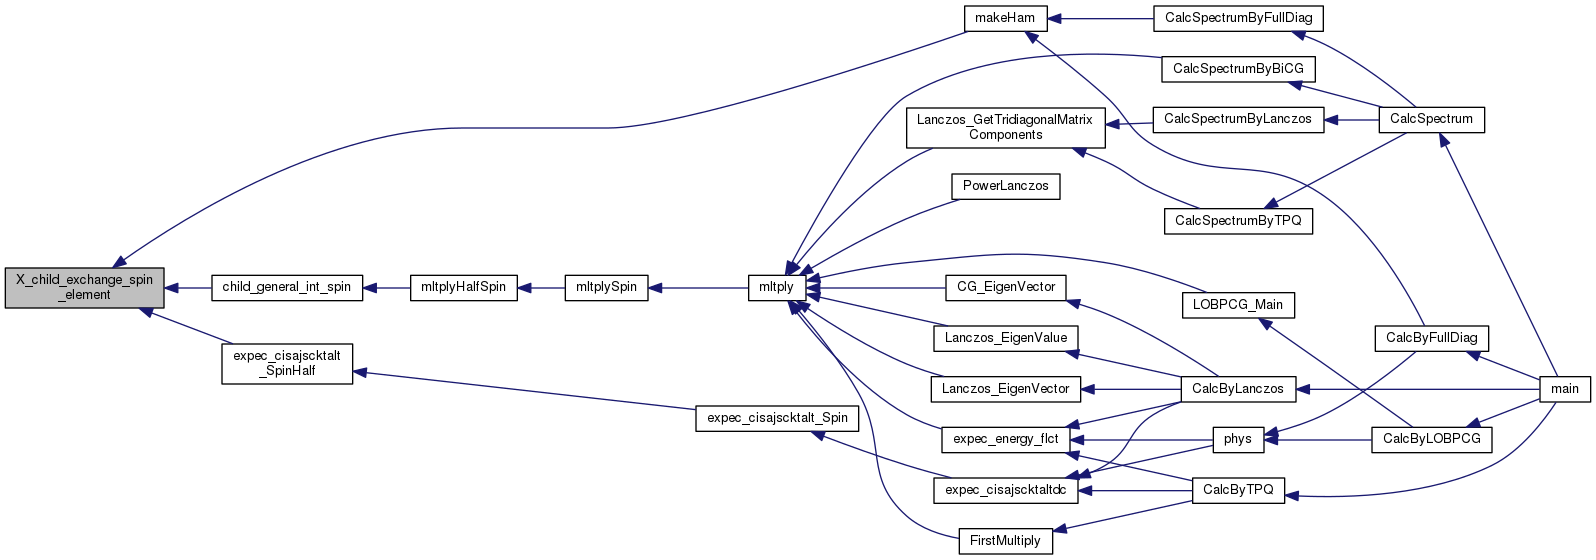 makeHam
CalcSpectrumByFullDiag
CalcSpectrumByBiCG
Lanczos_GetTridiagonalMatrix
Components
CalcSpectrumByLanczos
CalcSpectrum
PowerLanczos
CalcSpectrumByTPQ
X_child_exchange_spin
_element
child_general_int_spin
mltplyHalfSpin
mltplySpin
mltply
CG_EigenVector
LOBPCG_Main
Lanczos_EigenValue
CalcByFullDiag
expec_cisajscktalt
_SpinHalf
Lanczos_EigenVector
CalcByLanczos
main
expec_cisajscktalt_Spin
expec_energy_flct
phys
CalcByLOBPCG
expec_cisajscktaltdc
CalcByTPQ
FirstMultiply